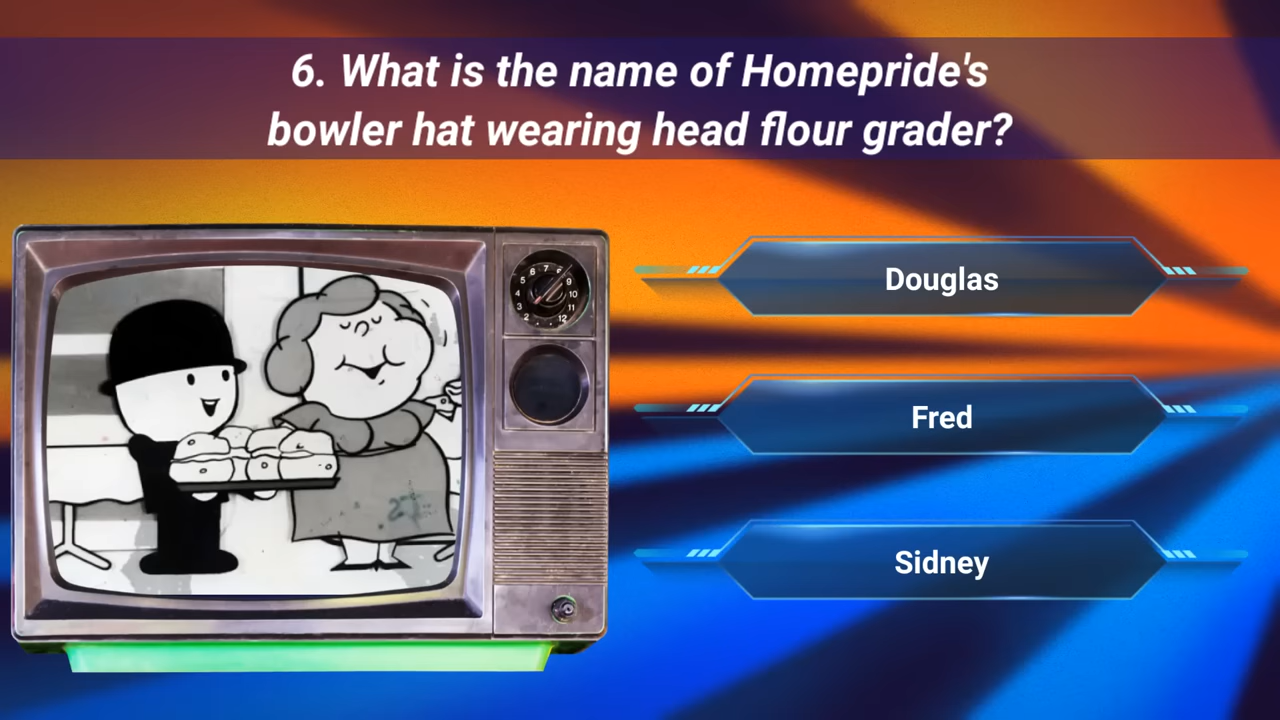 6. What is the name of Homepride's
bowler hat wearing head flour grader?
Douglas
Fred
Sidney